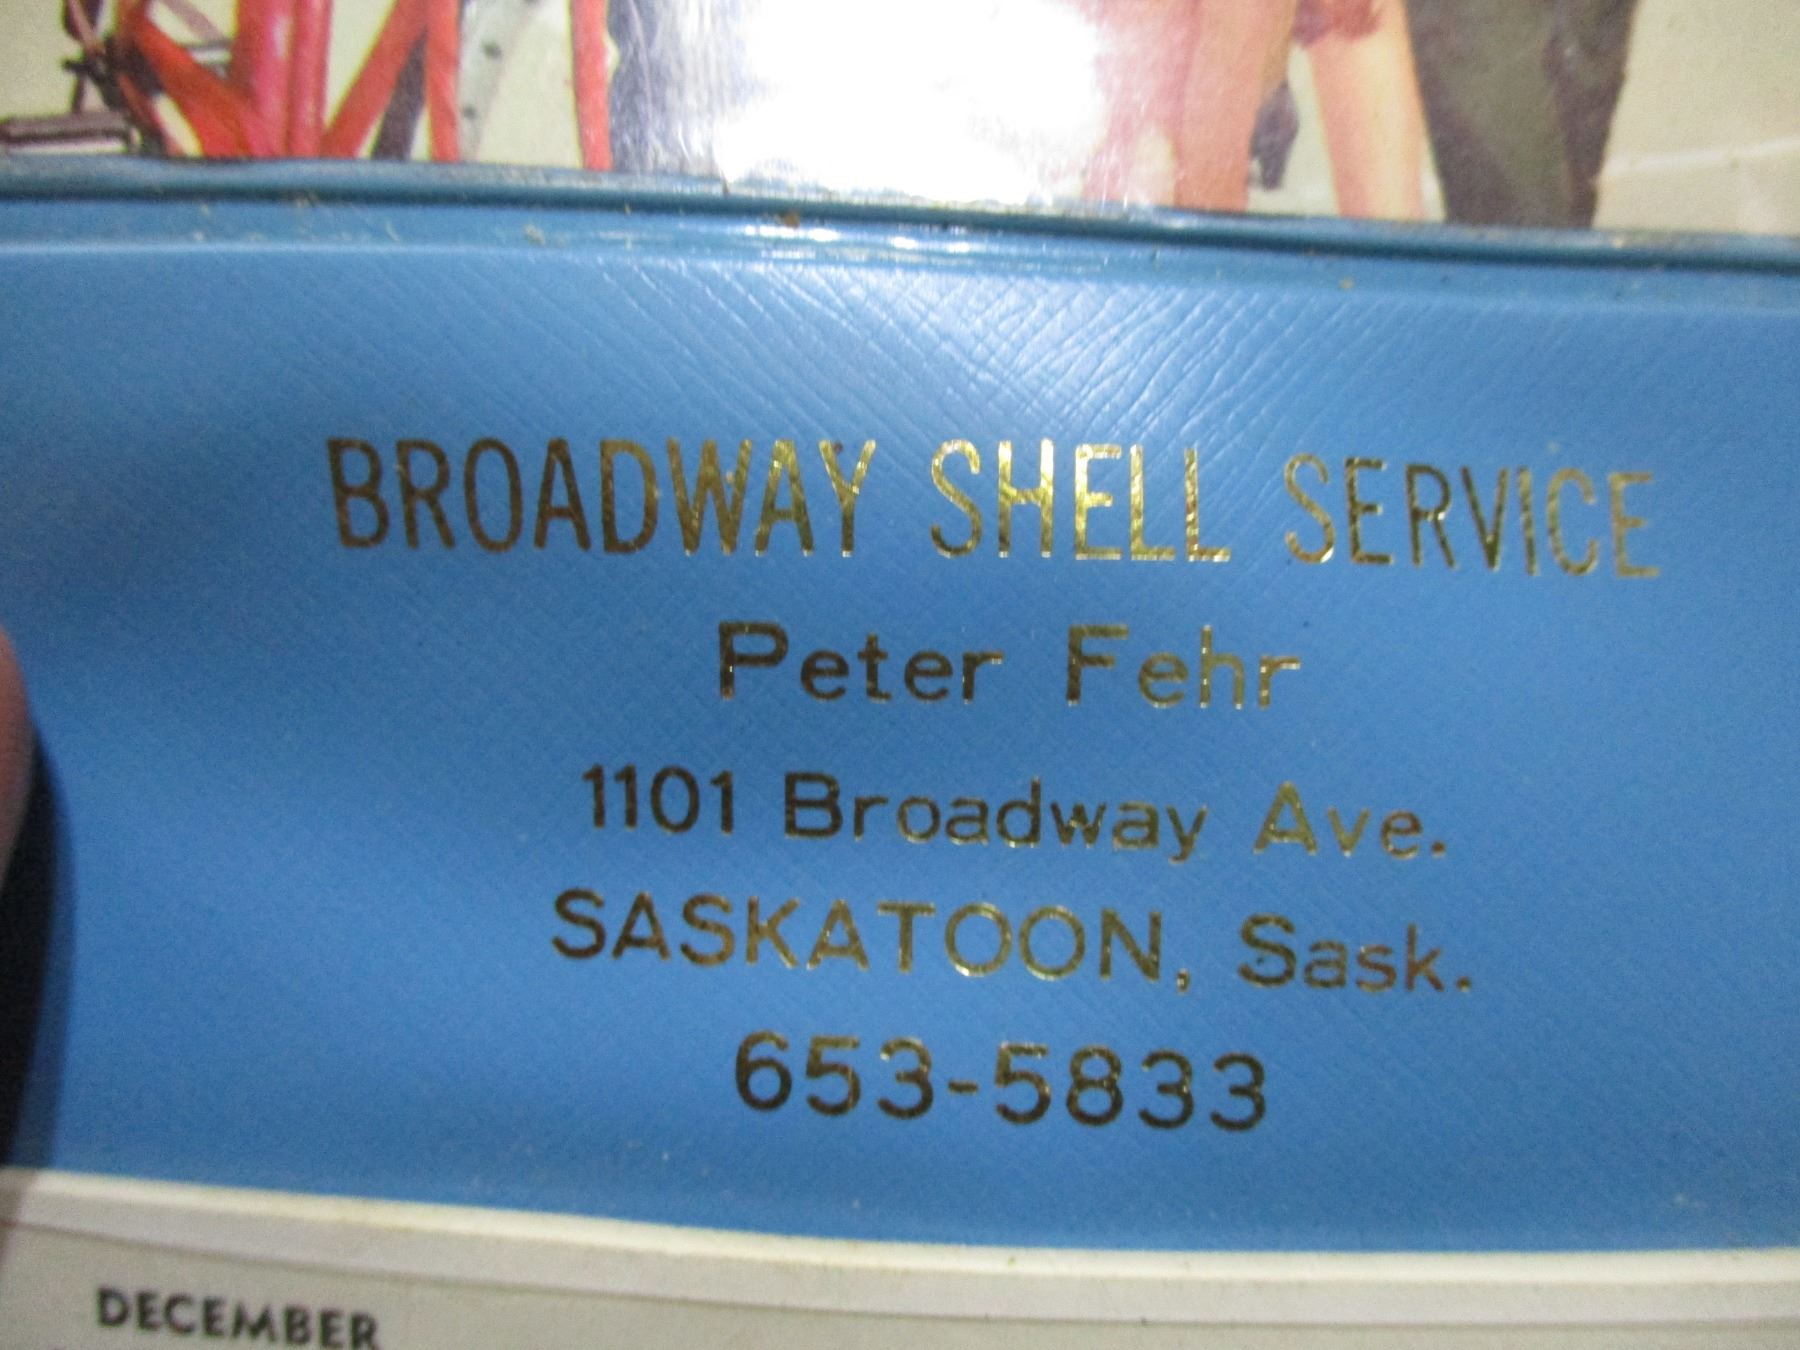 BROADWAY SHELL SERVICE
Peter Fehr
1101 Broadway Ave.
SASKATOON, Sask.
653-5833
DECEMBER